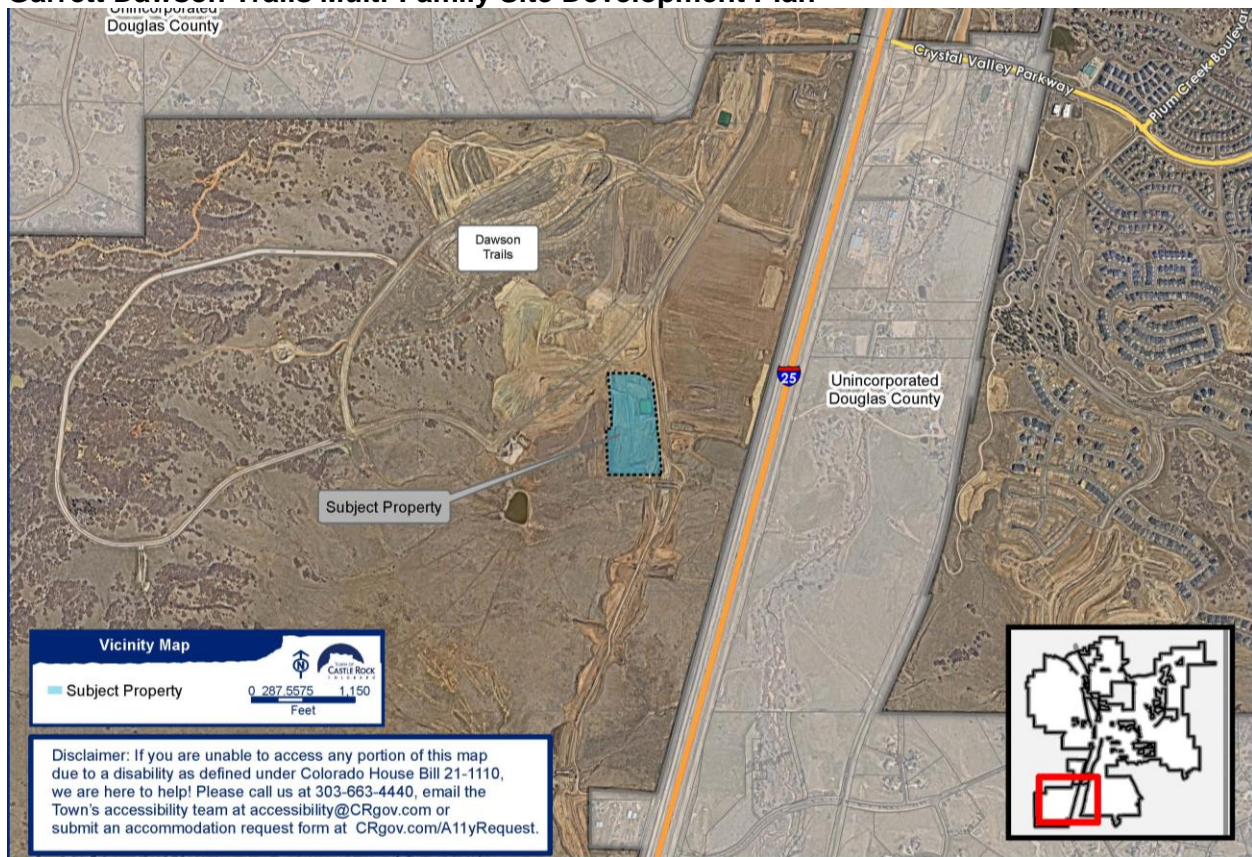 Garrett Dawson Trails Multi-Family Site Development Plan
Unincorporated
Douglas County
Crystal Valley Parkway
Plum Creek Boulevar
Dawson
Trails
25
Unincorporated
Douglas County
Subject Property
Vicinity Map
Subject Property
N
TOWN OF
CASTLE ROCK
COLORADO
0 287.5575 1,150
Feet
Disclaimer: If you are unable to access any portion of this map
due to a disability as defined under Colorado House Bill 21-1110,
we are here to help! Please call us at 303-663-4440, email the
Town's accessibility team at accessibility@CRgov.com or
submit an accommodation request form at CRgov.com/A11yRequest.